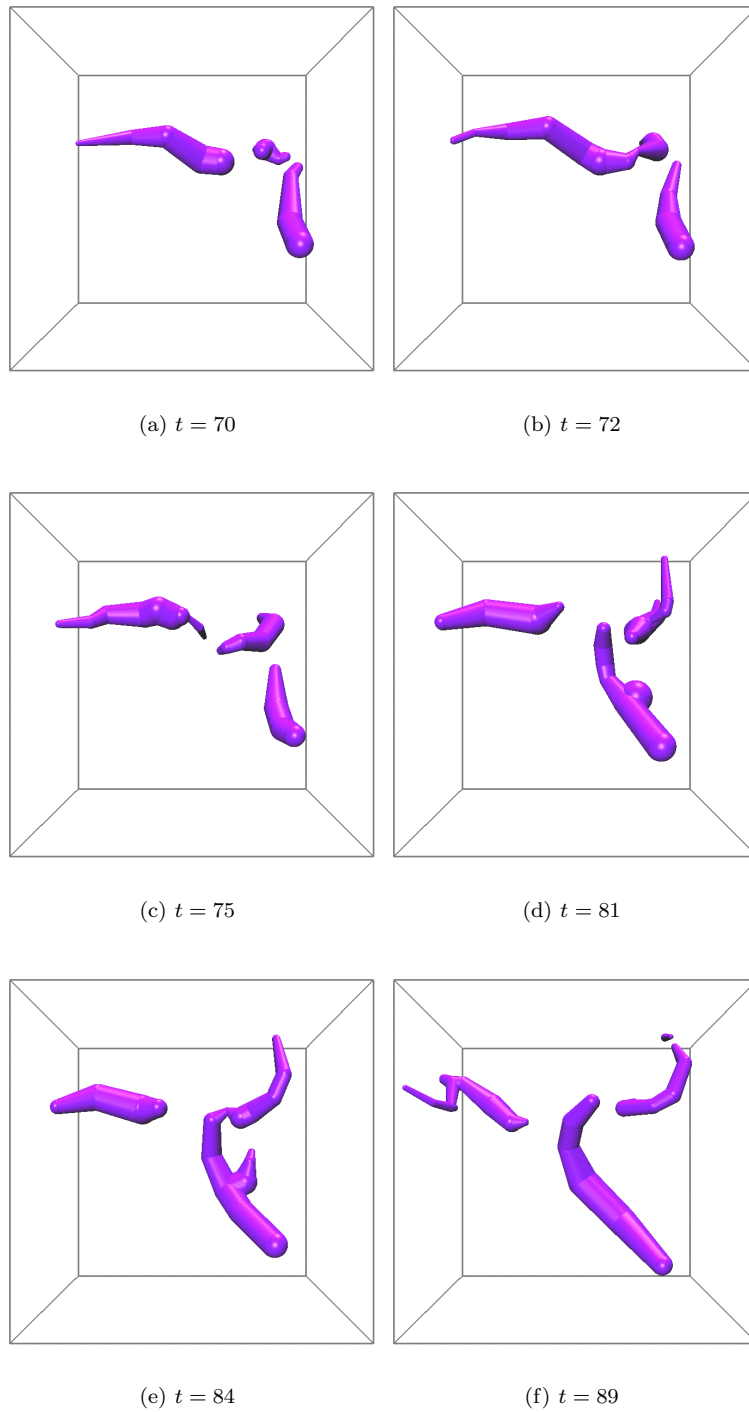 (a) t = 70
(b) t = 72
(c) t = 75
(d) t = 81
(e) t = 84
(f) t = 89